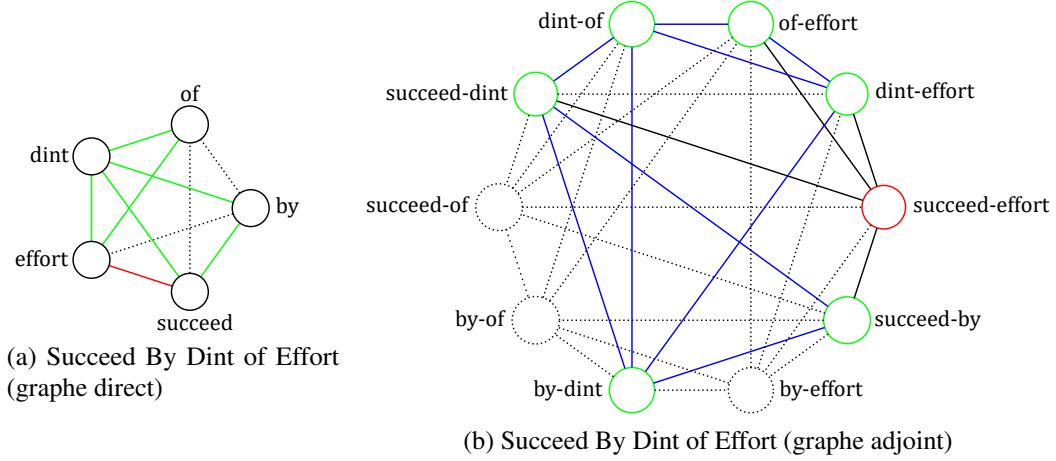 of
dint
by
effort
succeed
(a) Succeed By Dint of Effort
(graphe direct)
dint-of
of-effort
succeed-dint
dint-effort
succeed-of
succeed-effort
by-of
succeed-by
by-dint
by-effort
(b) Succeed By Dint of Effort (graphe adjoint)